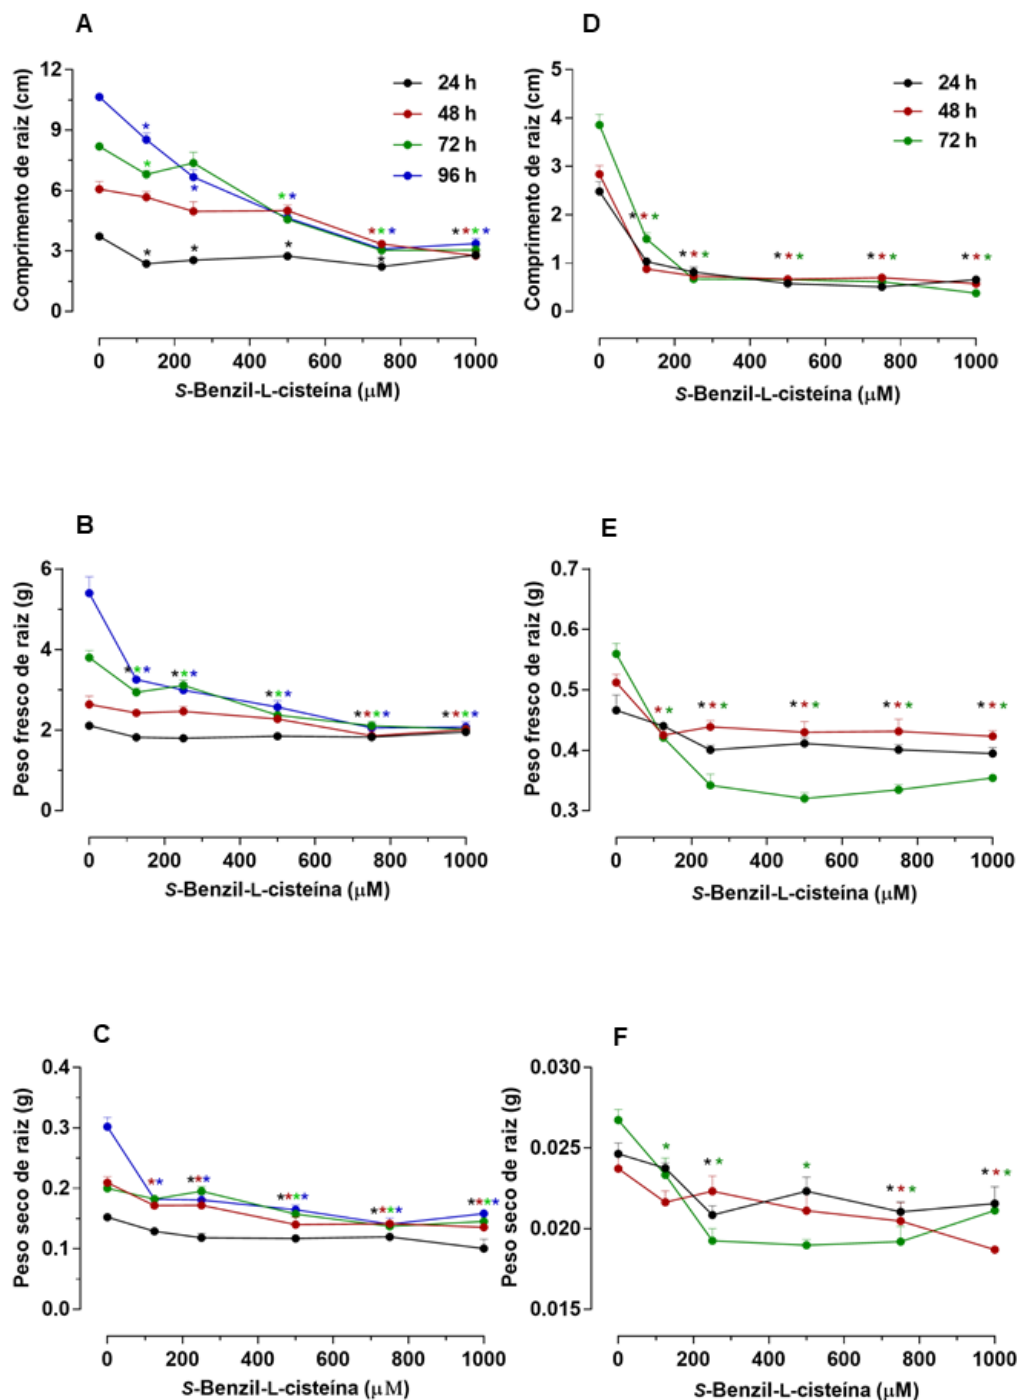 A
Comprimento de raiz (cm)
12
9
6
3
0
24 h
48 h
72 h
96 h
0 200 400 600 800 1000
S-Benzil-L-cisteína (μM)
D
Comprimento de raiz (cm)
5
4
3
2
1
0
24 h
48 h
72 h
0 200 400 600 800 1000
S-Benzil-L-cisteína (μM)
B
Peso fresco de raiz (g)
6
4
2
0
0 200 400 600 800 1000
S-Benzil-L-cisteína (μM)
E
Peso fresco de raiz (g)
0.7
0.6
0.5
0.4
0.3
0 200 400 600 800 1000
S-Benzil-L-cisteína (μM)
C
Peso seco de raiz (g)
0.4
0.3
0.2
0.1
0.0
0 200 400 600 800 1000
S-Benzil-L-cisteína (μM)
F
Peso seco de raiz (g)
0.030
0.025
0.020
0.015
0 200 400 600 800 1000
S-Benzil-L-cisteína (μM)